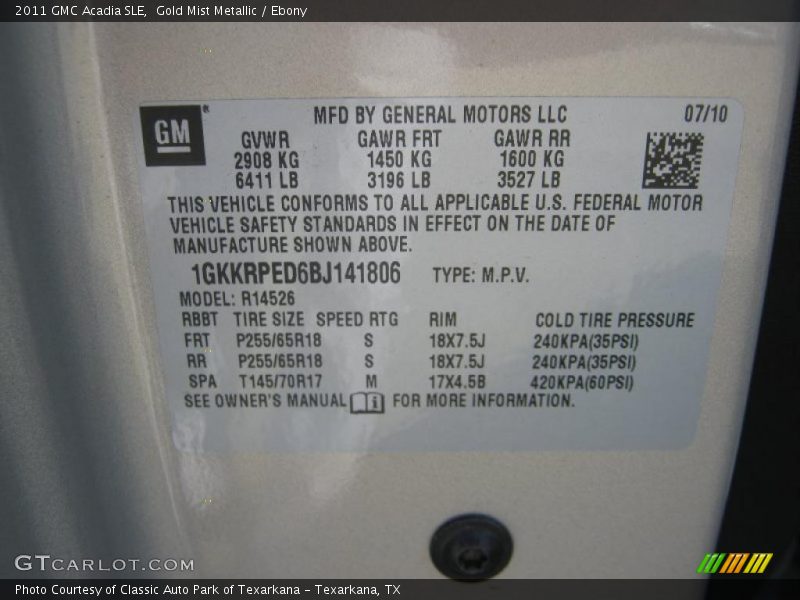 2011 GMC Acadia SLE,  Gold Mist Metallic / Ebony
GM
MFD BY GENERAL MOTORS LLC 07/10
GVWR GAWR FRT GAWR RR
2908 KG 1450 KG 1600 KG
6411 LB 3196 LB 3527 LB
THIS VEHICLE CONFORMS TO ALL APPLICABLE U.S. FEDERAL MOTOR
VEHICLE SAFETY STANDARDS IN EFFECT ON THE DATE OF
MANUFACTURE SHOWN ABOVE.
1GKKRPED6BJ141806 TYPE: M.P.V.
MODEL: R14526
RBBT TIRE SIZE SPEED RTG RIM COLD TIRE PRESSURE
FRT P255/65R18 S 18X7.5J 240KPA(35PSI)
RR P255/65R18 S 18X7.5J 240KPA(35PSI)
SPA T145/70R17 M 17X4.5B 420KPA(60PSI)
SEE OWNER'S MANUAL i FOR MORE INFORMATION.
GTCARLOT.COM
Photo Courtesy of Classic Auto Park of Texarkana – Texarkana, TX